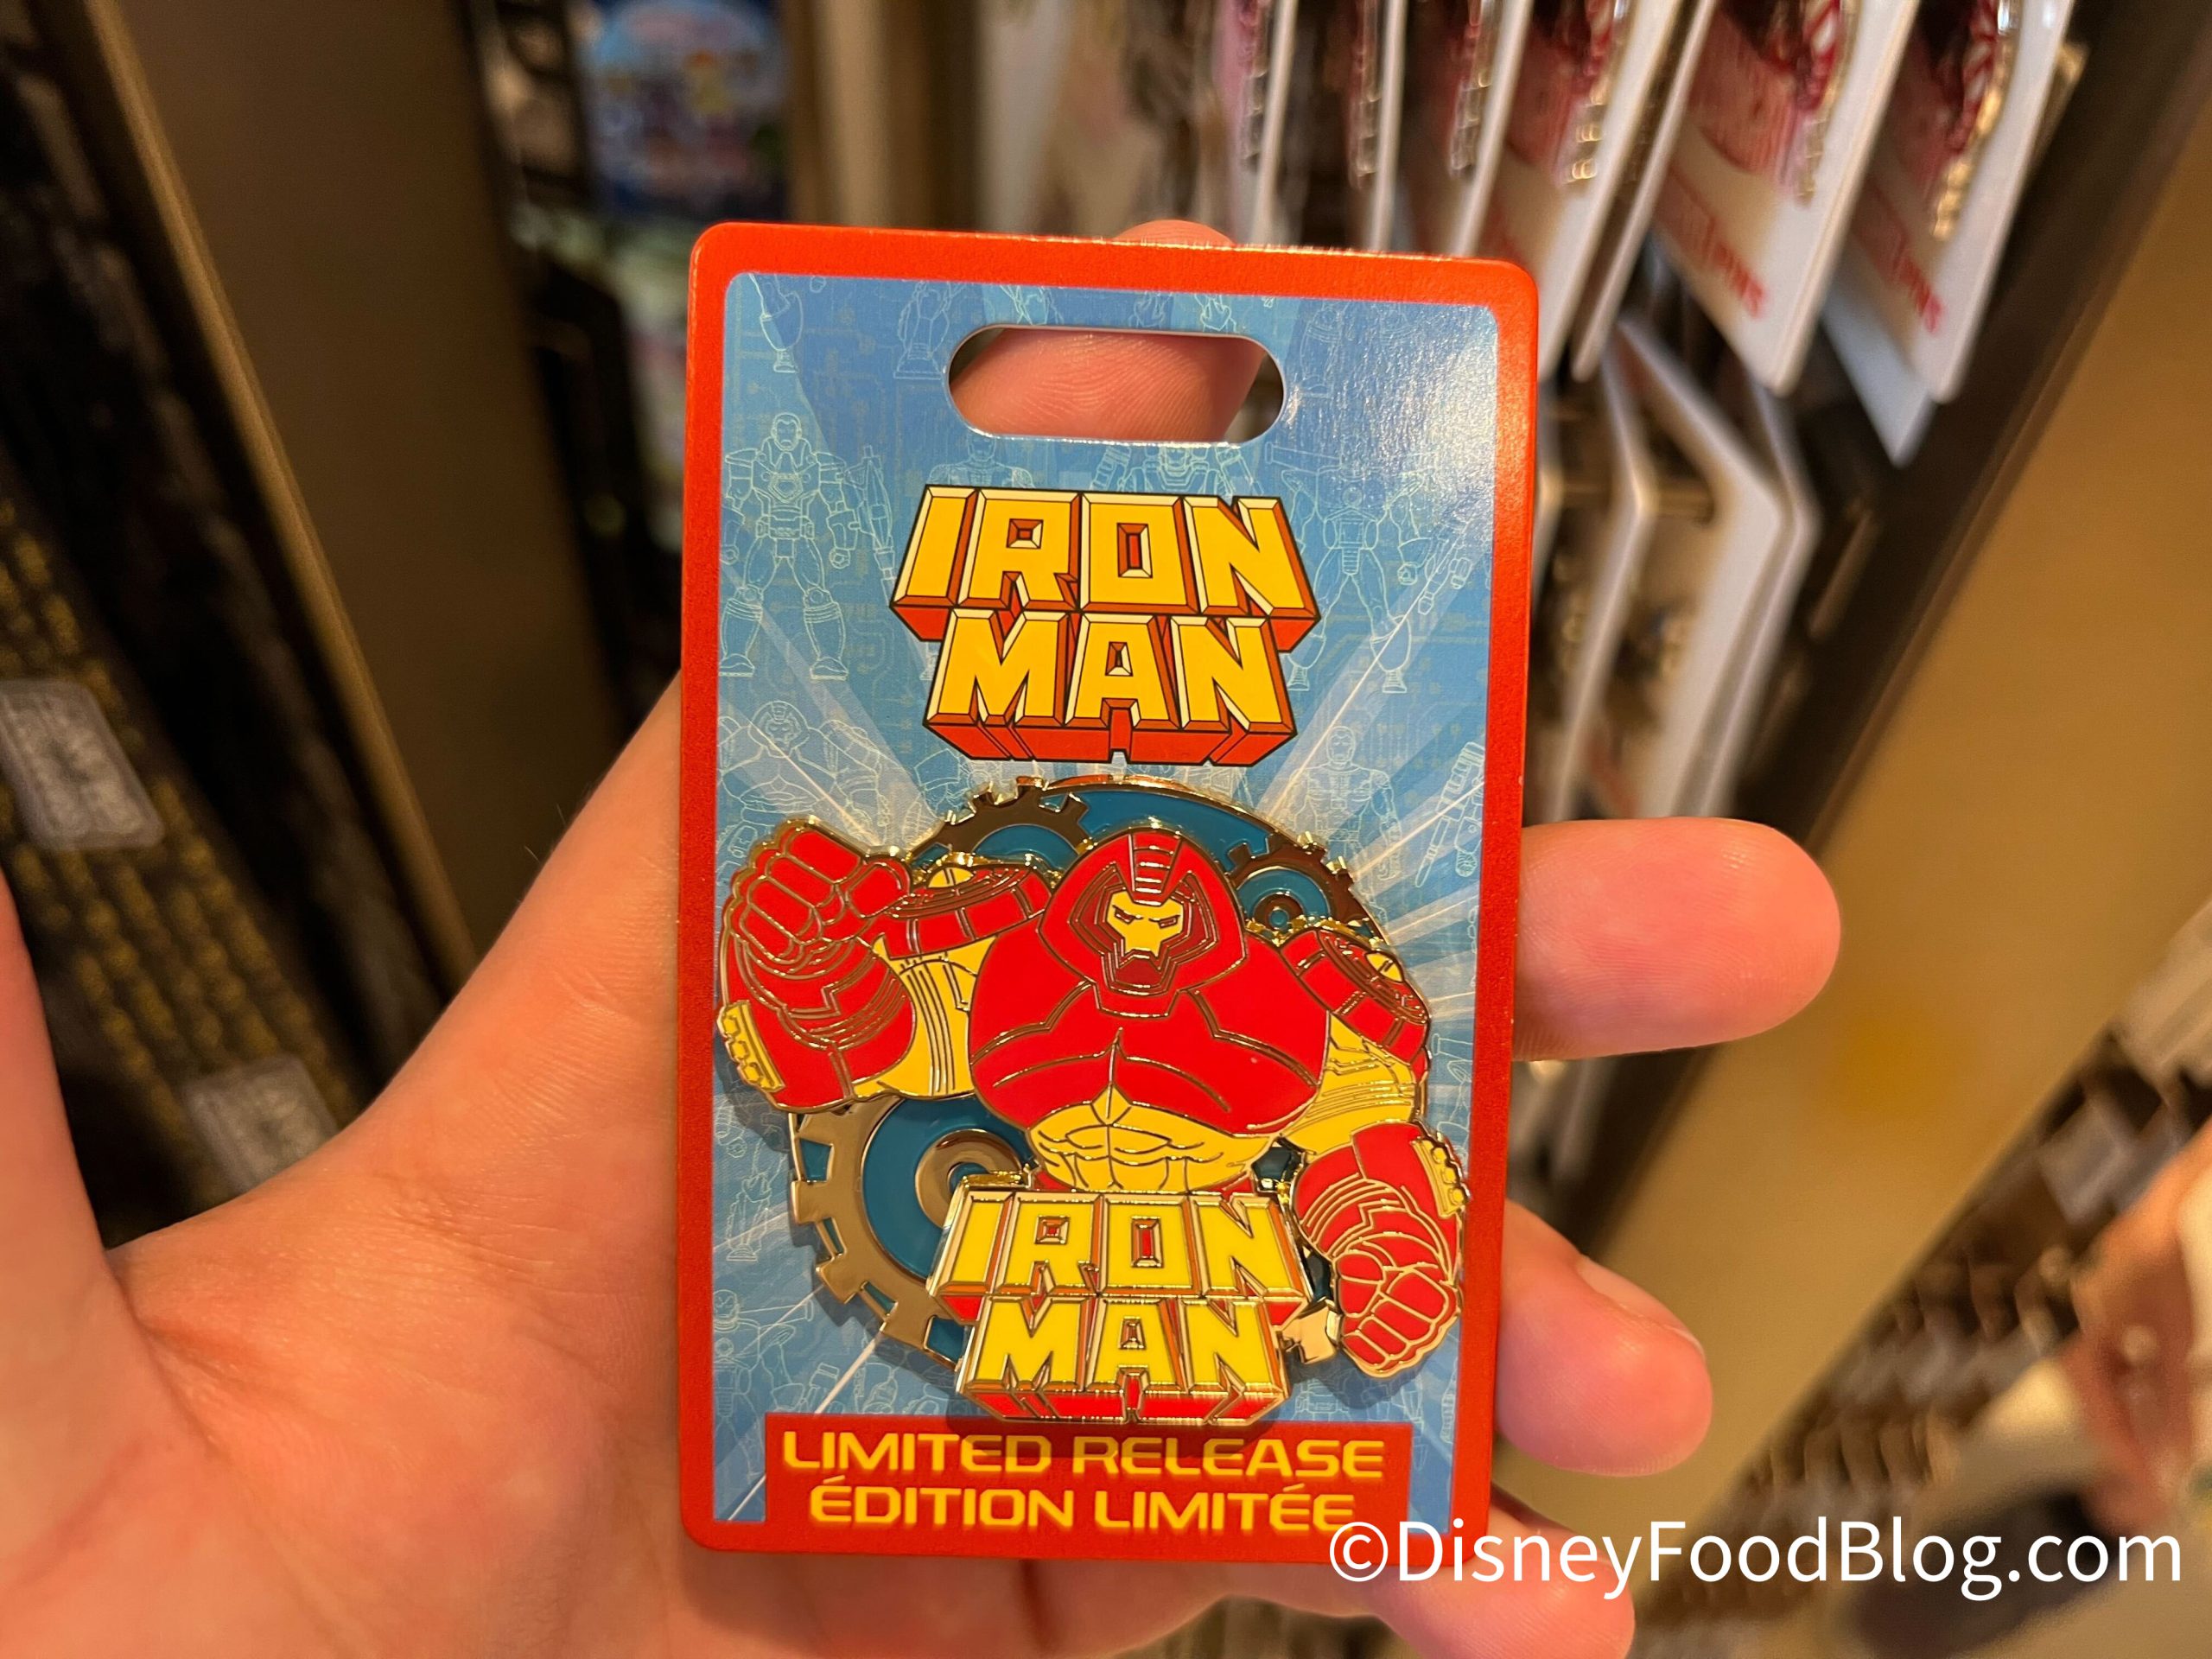 IRON
MAN
IRON
MAN
LIMITED RELEASE
ÉDITION LIMITÉE
©DisneyFoodBlog.com